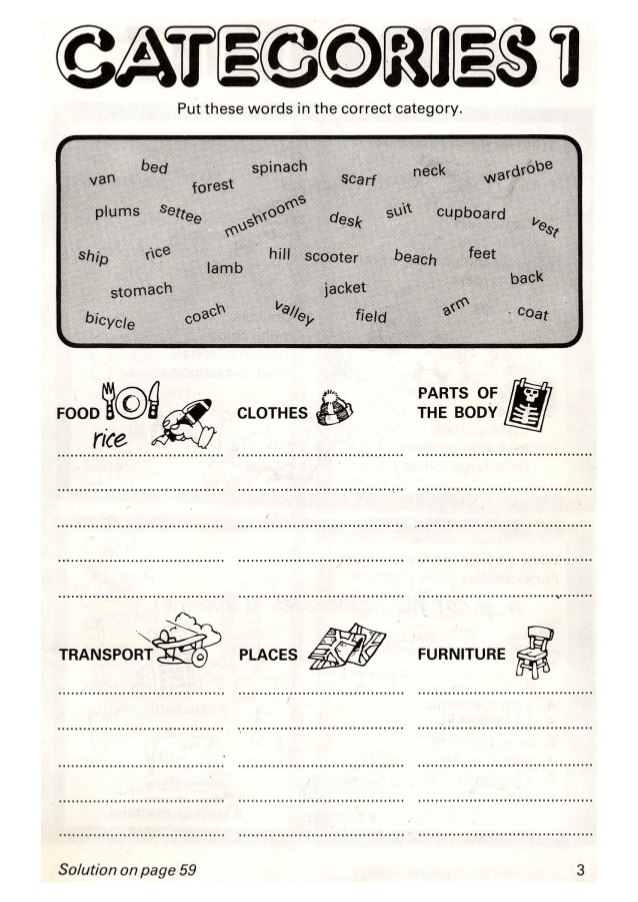 CATEGORIES 1
Put these words in the correct category.
van bed forest spinach scarf neck wardrobe
plums settee mushrooms desk suit cupboard vest
ship rice lamb hill scooter beach feet
stomach jacket back
bicycle coach valley field arm coat
FOOD
rice
CLOTHES
PARTS OF
THE BODY
TRANSPORT
PLACES
FURNITURE
Solution on page 59
3